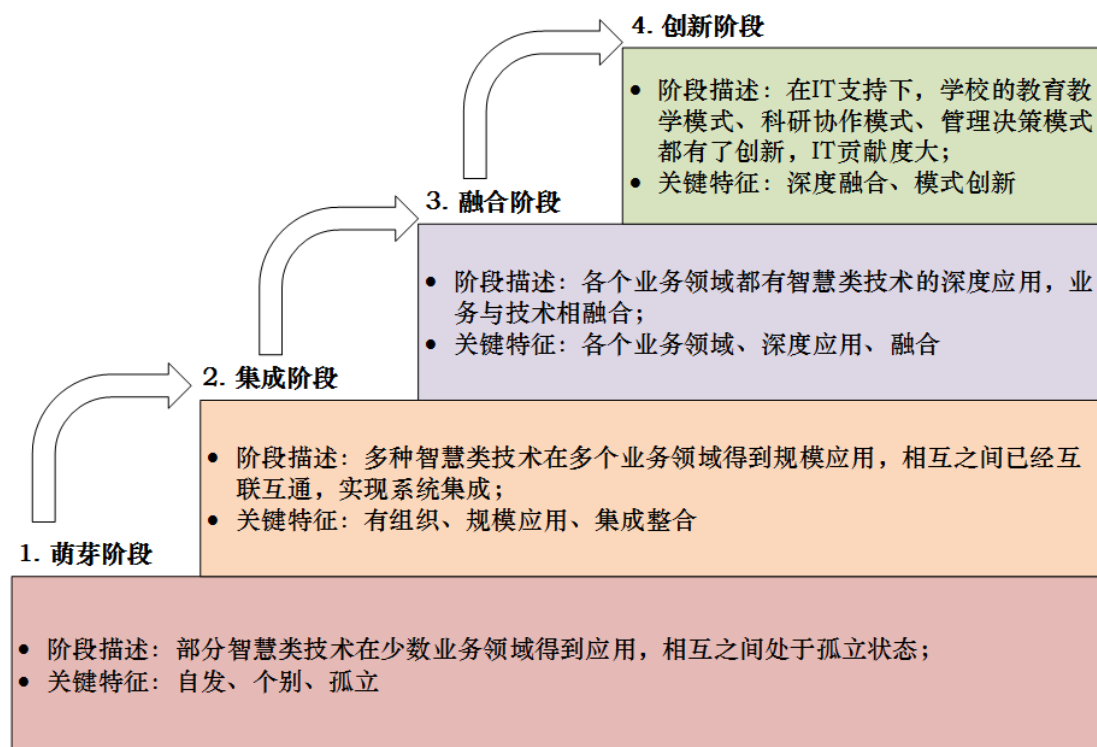 4. 创新阶段
• 阶段描述：在IT支持下，学校的教育教
学模式、科研协作模式、管理决策模式
都有了创新，IT贡献度大；
• 关键特征：深度融合、模式创新
3. 融合阶段
• 阶段描述：各个业务领域都有智慧类技术的深度应用，业
务与技术相融合；
• 关键特征：各个业务领域、深度应用、融合
2. 集成阶段
• 阶段描述：多种智慧类技术在多个业务领域得到规模应用，相互之间已经互
联互通，实现系统集成；
• 关键特征：有组织、规模应用、集成整合
1. 萌芽阶段
• 阶段描述：部分智慧类技术在少数业务领域得到应用，相互之间处于孤立状态；
• 关键特征：自发、个别、孤立